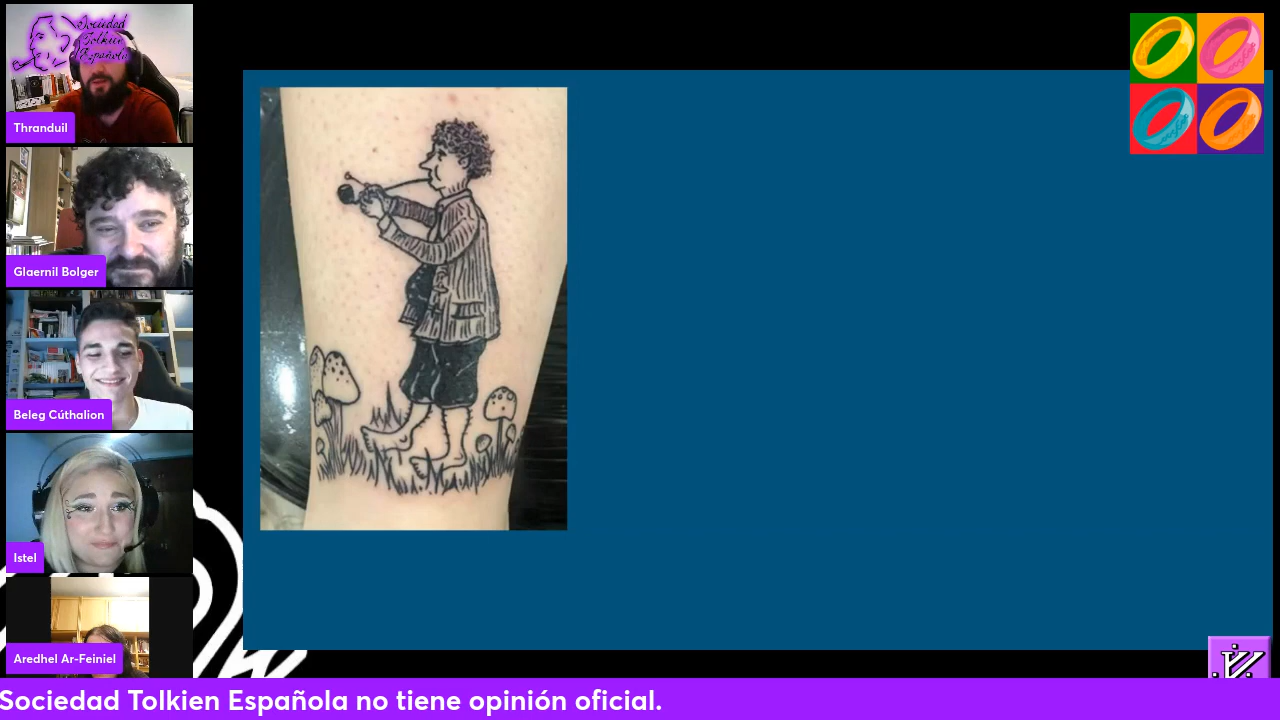 Sociedad
Tolkien
Española
Thranduil
Glaernil Bolger
Beleg Cúthalion
Istel
Aredhel Ar-Feiniel
Sociedad Tolkien Española no tiene opinión oficial.